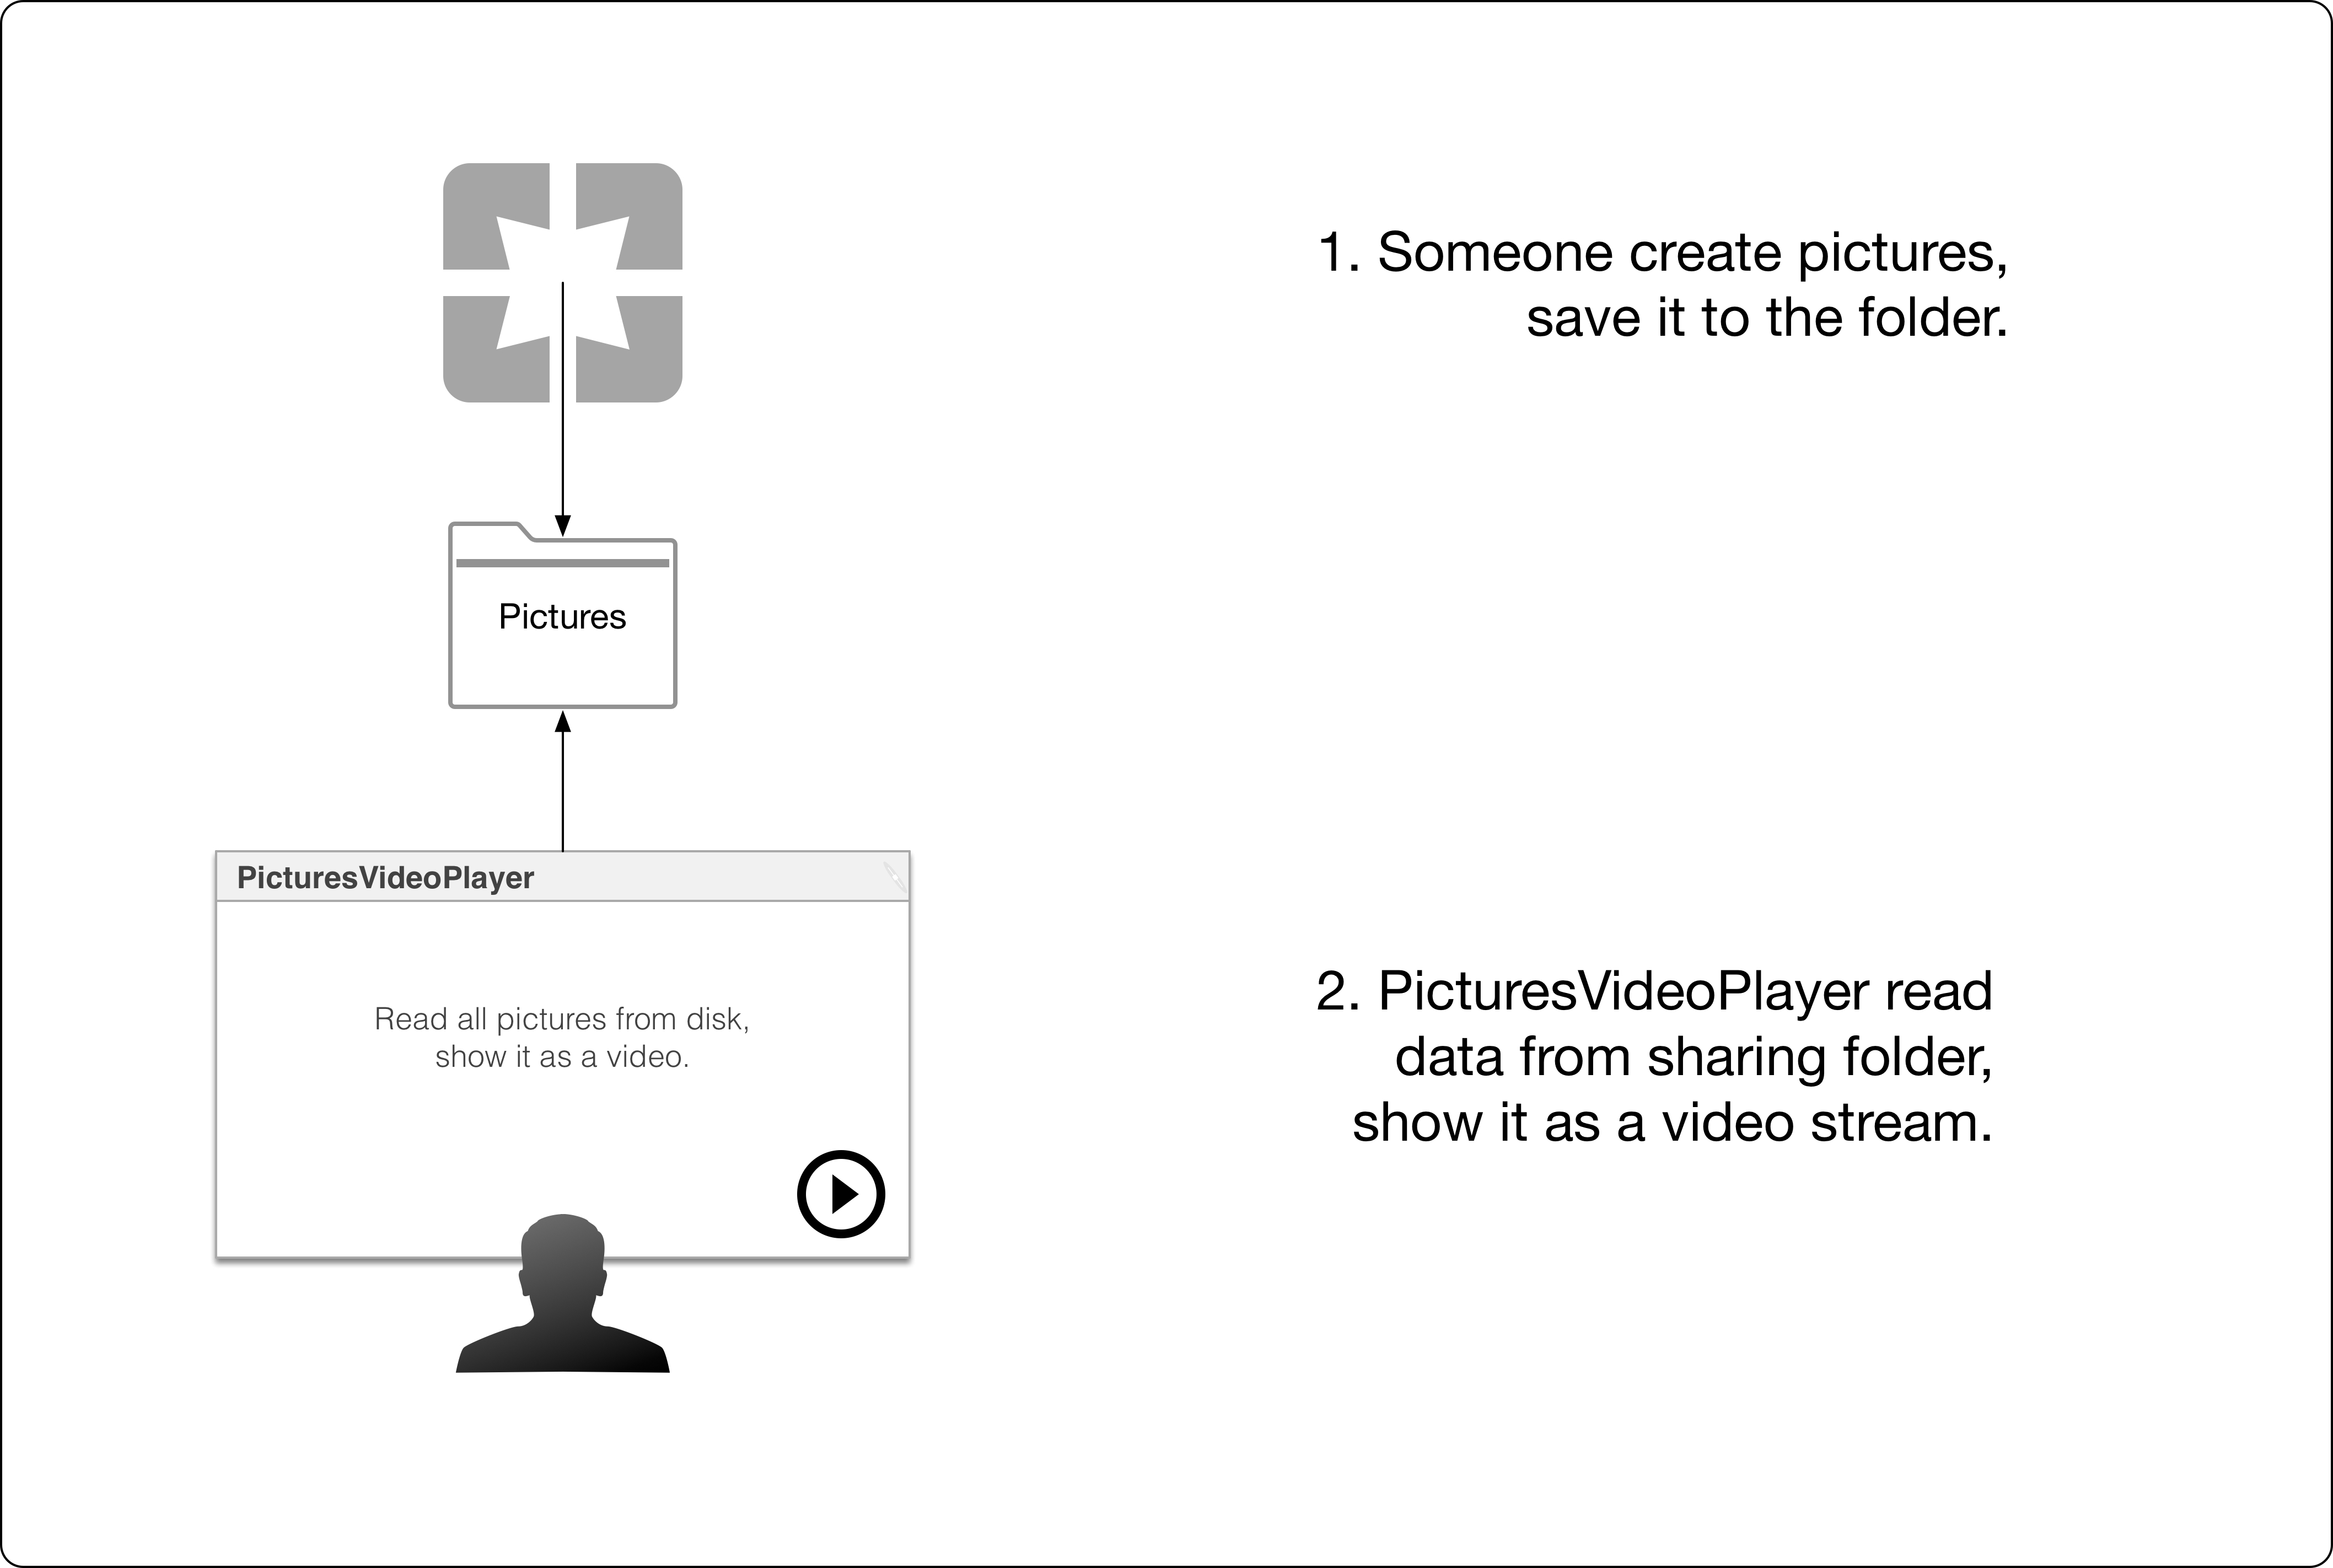 1. Someone create pictures,
save it to the folder.
Pictures
PicturesVideoPlayer
Read all pictures from disk,
show it as a video.
2. PicturesVideoPlayer read
data from sharing folder,
show it as a video stream.